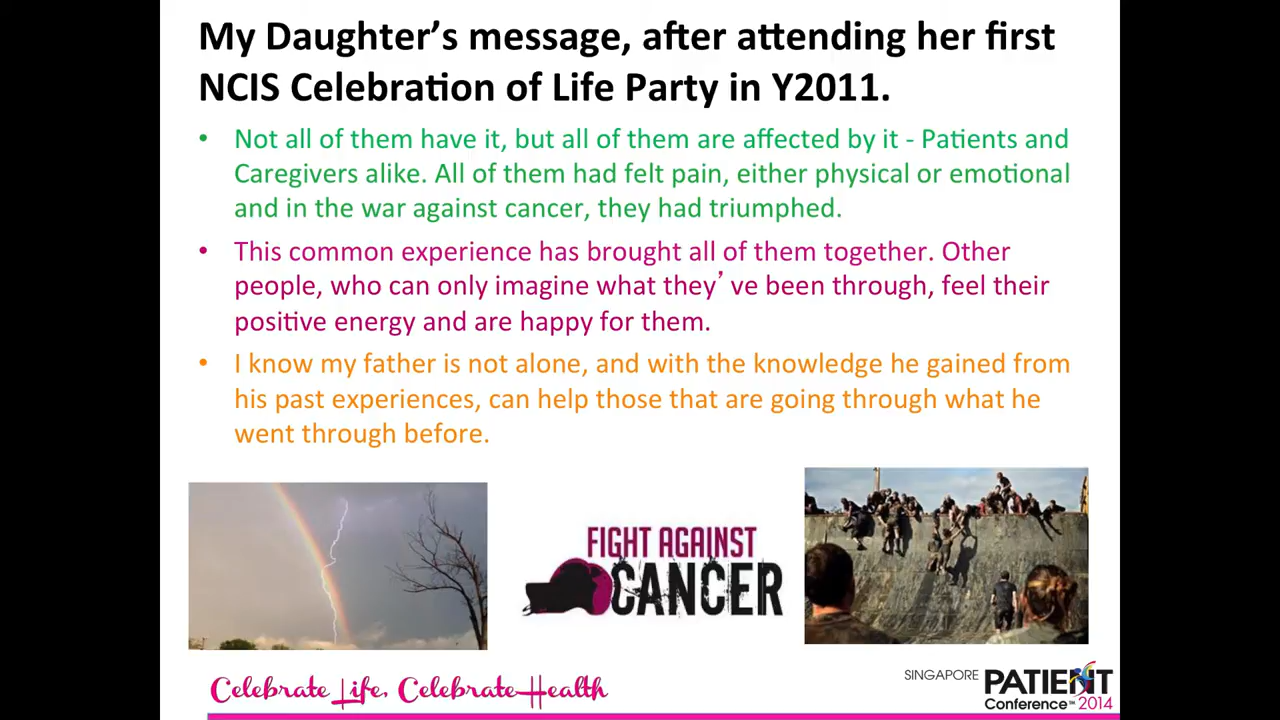 My Daughter’s message, after attending her first
NCIS Celebration of Life Party in Y2011.
• Not all of them have it, but all of them are affected by it - Patients and
Caregivers alike. All of them had felt pain, either physical or emotional
and in the war against cancer, they had triumphed.
• This common experience has brought all of them together. Other
people, who can only imagine what they’ ve been through, feel their
positive energy and are happy for them.
• I know my father is not alone, and with the knowledge he gained from
his past experiences, can help those that are going through what he
went through before.
FIGHT AGAINST
CANCER
Celebrate Life, Celebrate Health
SINGAPORE PATIENT
Conference™ 2014